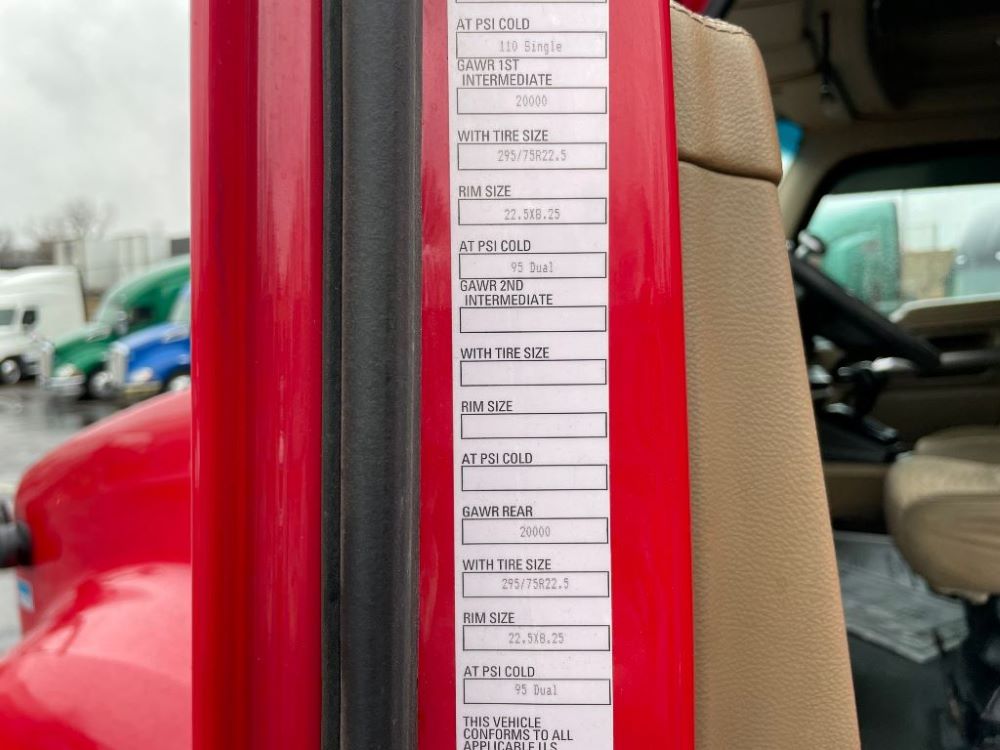 AT PSI COLD
110 Single
GAWR 1ST
INTERMEDIATE
20000
WITH TIRE SIZE
295/75R22.5
RIM SIZE
22.5X8.25
AT PSI COLD
95 Dual
GAWR 2ND
INTERMEDIATE
WITH TIRE SIZE
RIM SIZE
AT PSI COLD
GAWR REAR
20000
WITH TIRE SIZE
295/75R22.5
RIM SIZE
22.5X8.25
AT PSI COLD
95 Dual
THIS VEHICLE
CONFORMS TO ALL
APPLICABLE U.S.